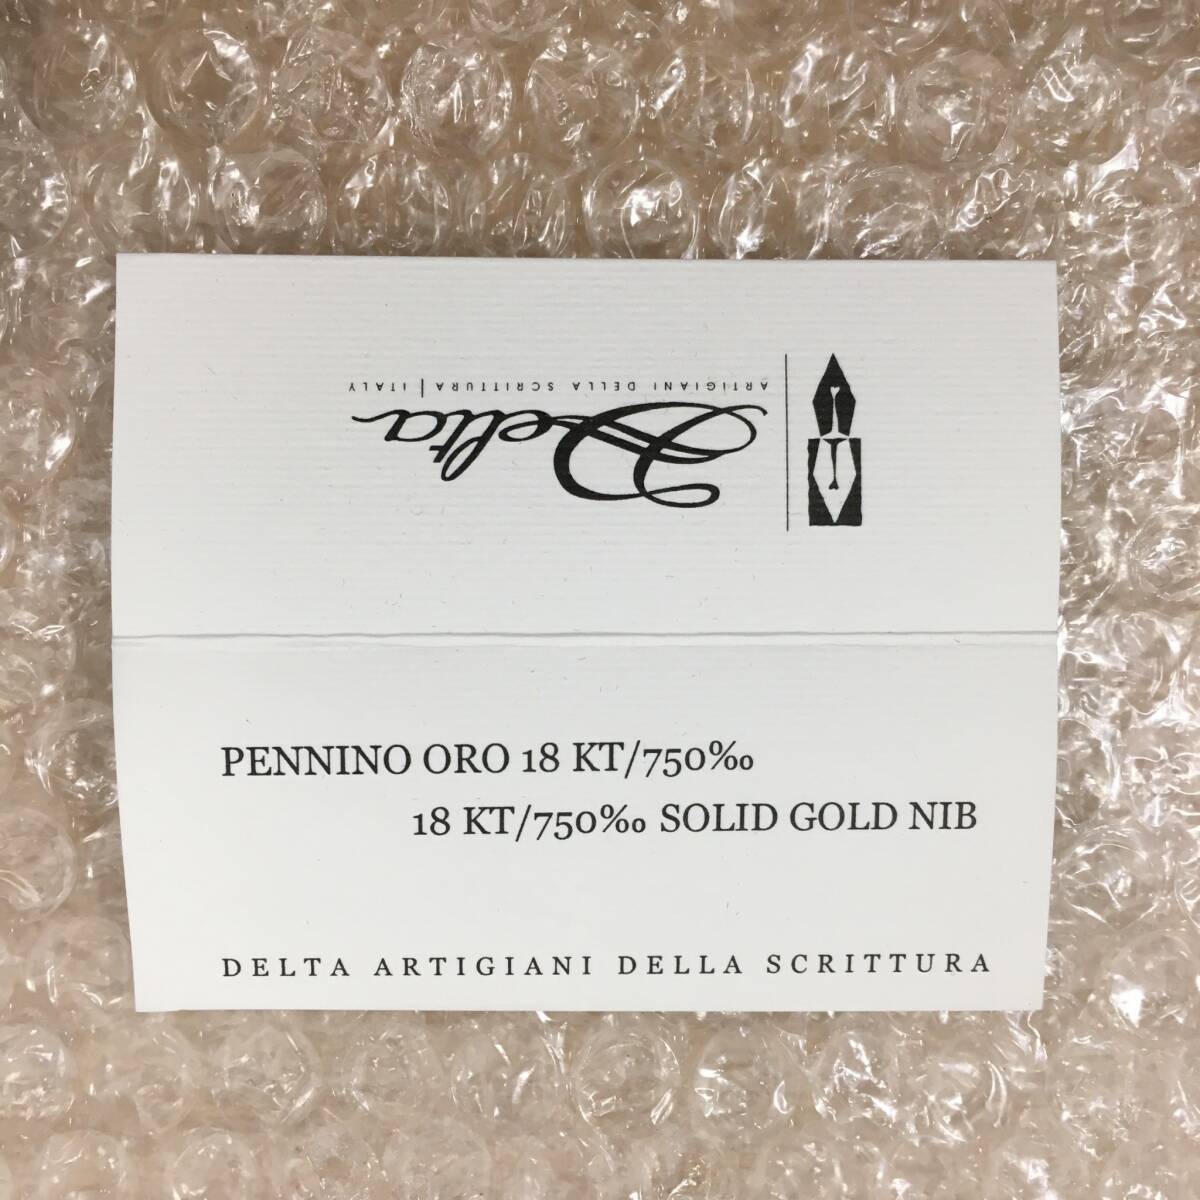 ARTIGIANI DELLA SCRITTURA | ITALY
Delta
PENNINO ORO 18 KT/750‰
18 KT/750‰ SOLID GOLD NIB
DELTA ARTIGIANI DELLA SCRITTURA